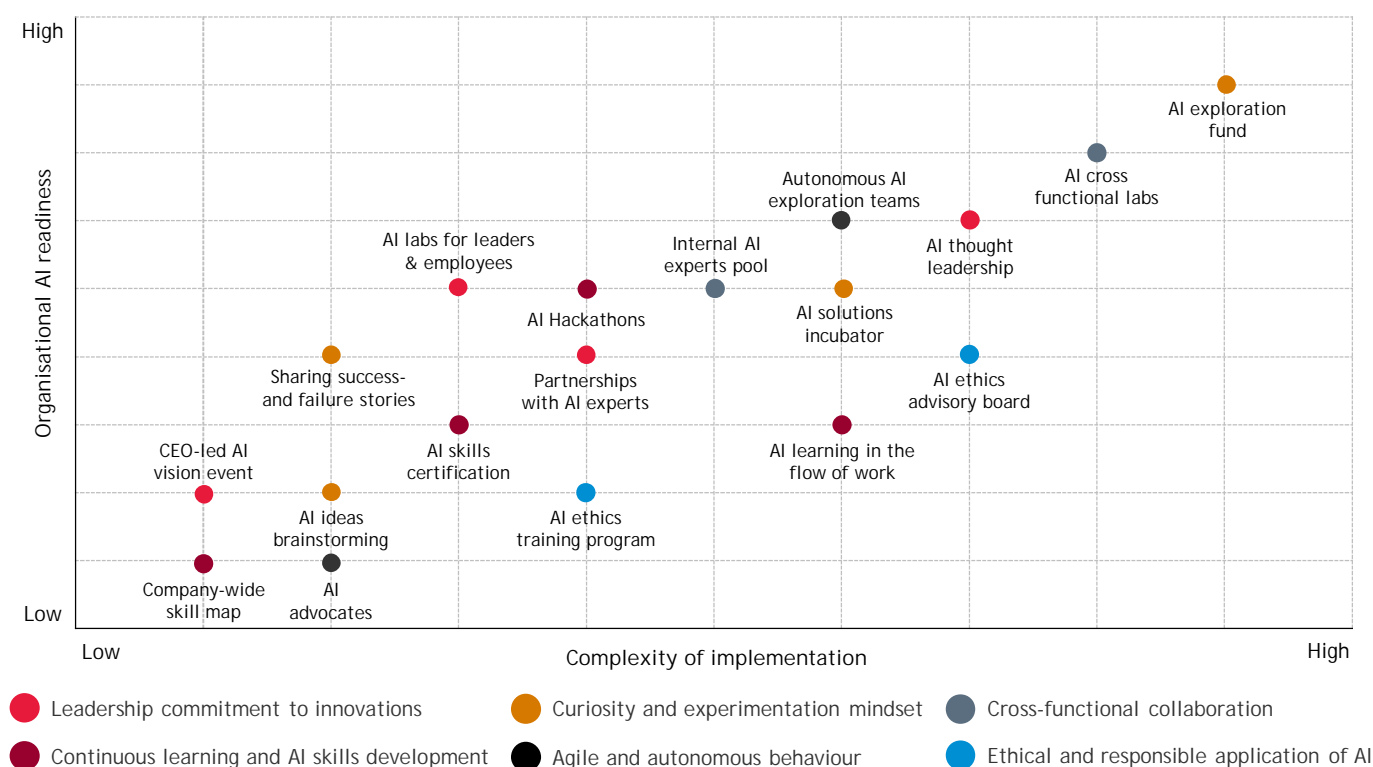 High
AI exploration
fund
AI cross
functional labs
Autonomous AI
exploration teams
AI thought
leadership
AI labs for leaders
& employees
Internal AI
experts pool
AI Hackathons
AI solutions
incubator
Organisational AI readiness
Sharing success-
and failure stories
Partnerships
with AI experts
AI ethics
advisory board
CEO-led AI
vision event
AI skills
certification
AI learning in the
flow of work
AI ideas
brainstorming
AI ethics
training program
Company-wide
skill map
AI
advocates
Low
Low
Complexity of implementation
High
Leadership commitment to innovations
Curiosity and experimentation mindset
Cross-functional collaboration
Continuous learning and AI skills development
Agile and autonomous behaviour
Ethical and responsible application of AI